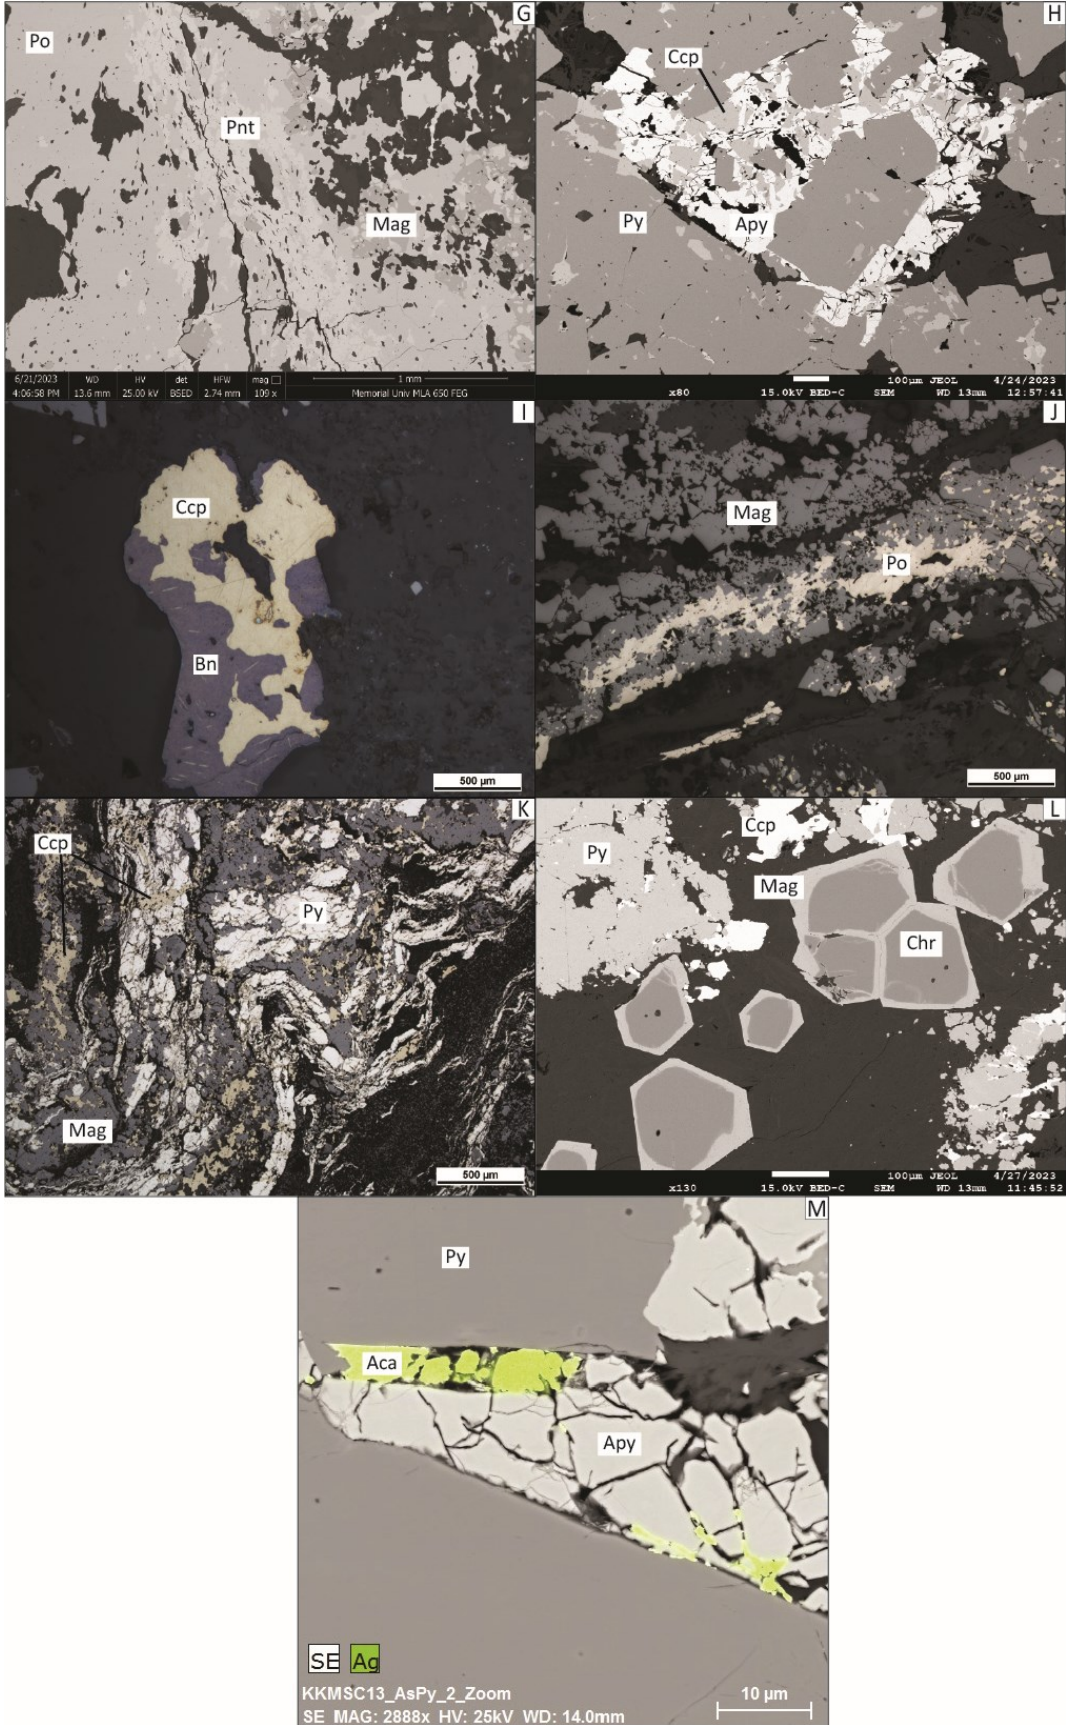 G
Po
Pnt
Mag
6/21/2023 WD HV det HFW mag □ 1 mm
4:06:58 PM 13.6 mm 25.00 kV BSED 2.74 mm 109 x Memorial Univ MLA 650 FEG
H
Ccp
Py
Apy
100μm JEOL 4/24/2023
x80 15.0kV BED-C SEM WD 13mm 12:57:41
I
Ccp
Bn
500 μm
J
Mag
Po
500 μm
K
Ccp
Py
Mag
500 μm
L
Ccp
Py
Mag
Chr
100μm JEOL 4/27/2023
x130 15.0kV BED-C SEM WD 13mm 11:45:52
M
Py
Aca
Apy
SE Ag
KKMSC13_AsPy_2_Zoom
SE MAG: 2888x HV: 25kV WD: 14.0mm
10 μm